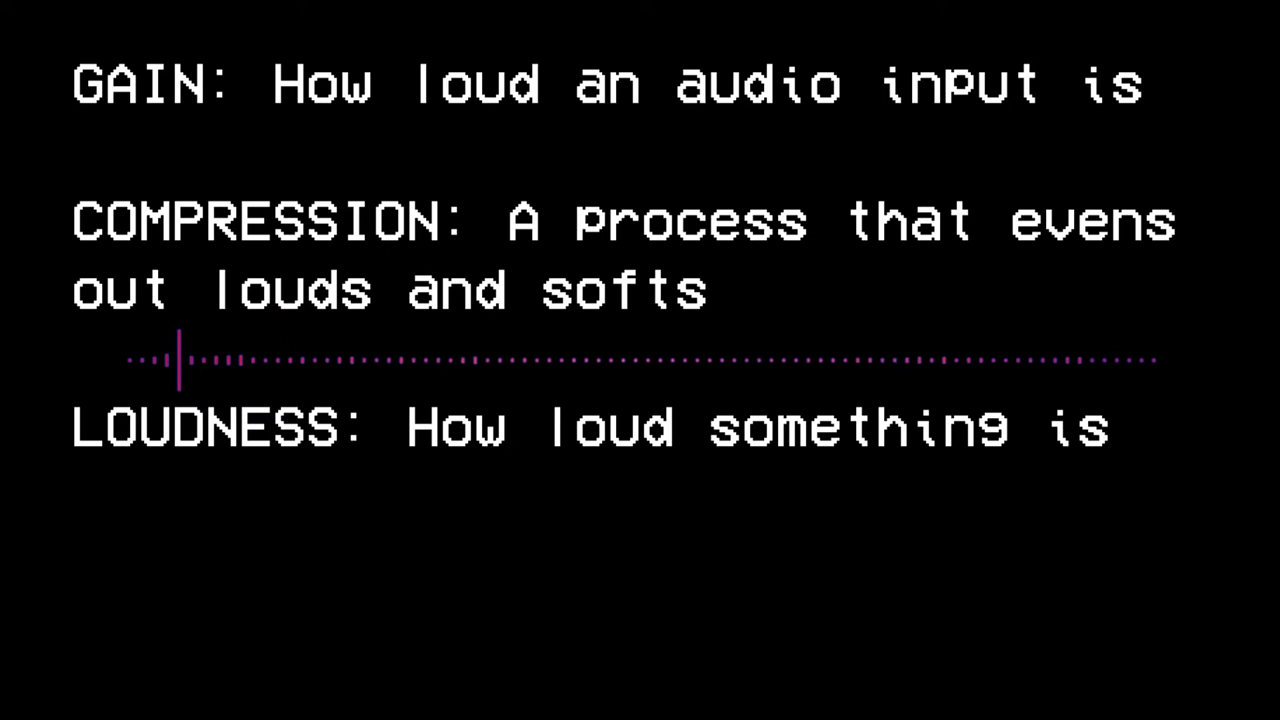 GAIN: How loud an audio input is
COMPRESSION: A process that evens
out louds and softs
LOUDNESS: How loud something is